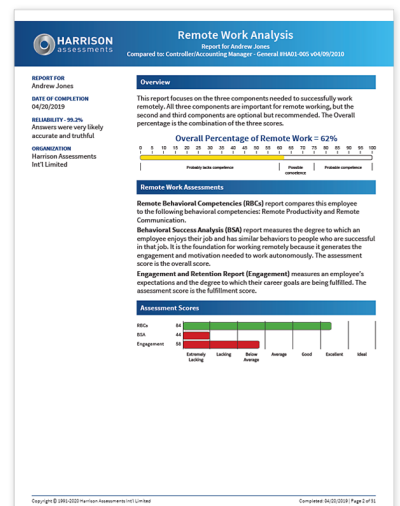 HARRISON
assessments
Remote Work Analysis
Report for Andrew Jones
Compared to: Controller/Accounting Manager - General #HA01-005 v04/09/2010
REPORT FOR
Andrew Jones
DATE OF COMPLETION
04/20/2019
RELIABILITY - 99.2%
Answers were very likely
accurate and truthful
ORGANIZATION
Harrison Assessments
Int'l Limited
Overview
This report focuses on the three components needed to successfully work
remotely. All three components are important for remote working, but the
second and third components are optional but recommended. The Overall
percentage is the combination of the three scores.
Overall Percentage of Remote Work = 62%
0 5 10 15 20 25 30 35 40 45 50 55 60 65 70 75 80 85 90 95 100
Probably lacks competence
Possible
competence
Probable competence
Remote Work Assessments
Remote Behavioral Competencies (RBCs) report compares this employee
to the following behavioral competencies: Remote Productivity and Remote
Communication.
Behavioral Success Analysis (BSA) report measures the degree to which an
employee enjoys their job and has similar behaviors to people who are successful
in that job. It is the foundation for working remotely because it generates the
engagement and motivation needed to work autonomously. The assessment
score is the overall score.
Engagement and Retention Report (Engagement) measures an employee's
expectations and the degree to which their career goals are being fulfilled. The
assessment score is the fulfillment score.
Assessment Scores
RBCs 84
BSA 44
Engagement 58
Extremely
Lacking
Lacking
Below
Average
Average
Good
Excellent
Ideal
Copyright © 1991-2020 Harrison Assessments Int'l Limited
Completed: 04/20/2019 | Page 2 of 51